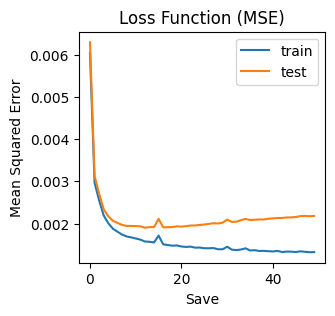 Loss Function (MSE)
train
test
Mean Squared Error
0.006
0.005
0.004
0.003
0.002
0 20 40
Save